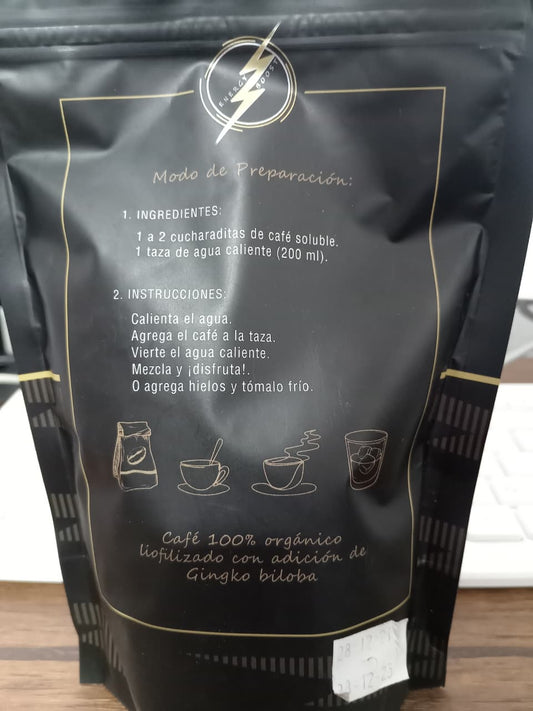 ENERGY BOOST
Modo de Preparación:
1. INGREDIENTES:
1 a 2 cucharaditas de café soluble.
1 taza de agua caliente (200 ml).
2. INSTRUCCIONES:
Calienta el agua.
Agrega el café a la taza.
Vierte el agua caliente.
Mezcla y ¡disfruta!.
O agrega hielos y tómalo frío.
Café 100% orgánico
liofilizado con adición de
Gingko biloba